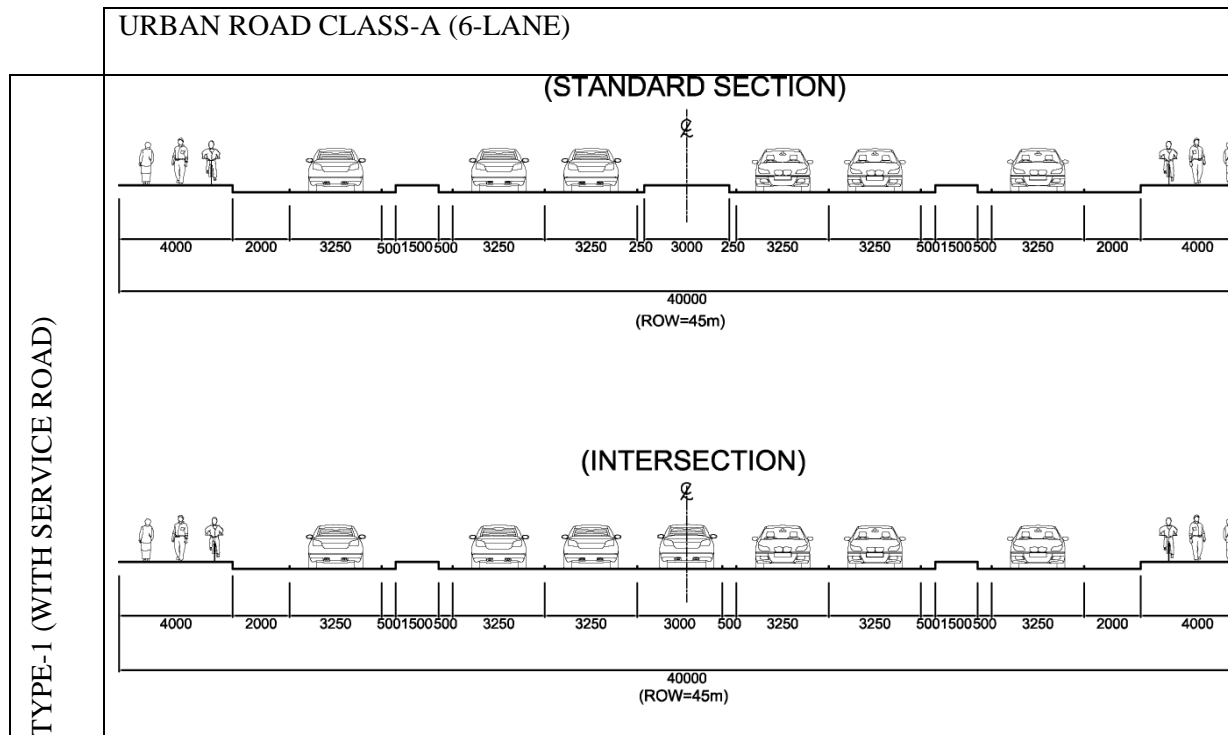 URBAN ROAD CLASS-A (6-LANE)
TYPE-1 (WITH SERVICE ROAD)
(STANDARD SECTION)
℄
4000 2000 3250 500 1500 500 3250 3250 250 3000 250 3250 3250 500 1500 500 3250 2000 4000
40000
(ROW=45m)
(INTERSECTION)
℄
4000 2000 3250 500 1500 500 3250 3250 3000 500 3250 3250 500 1500 500 3250 2000 4000
40000
(ROW=45m)